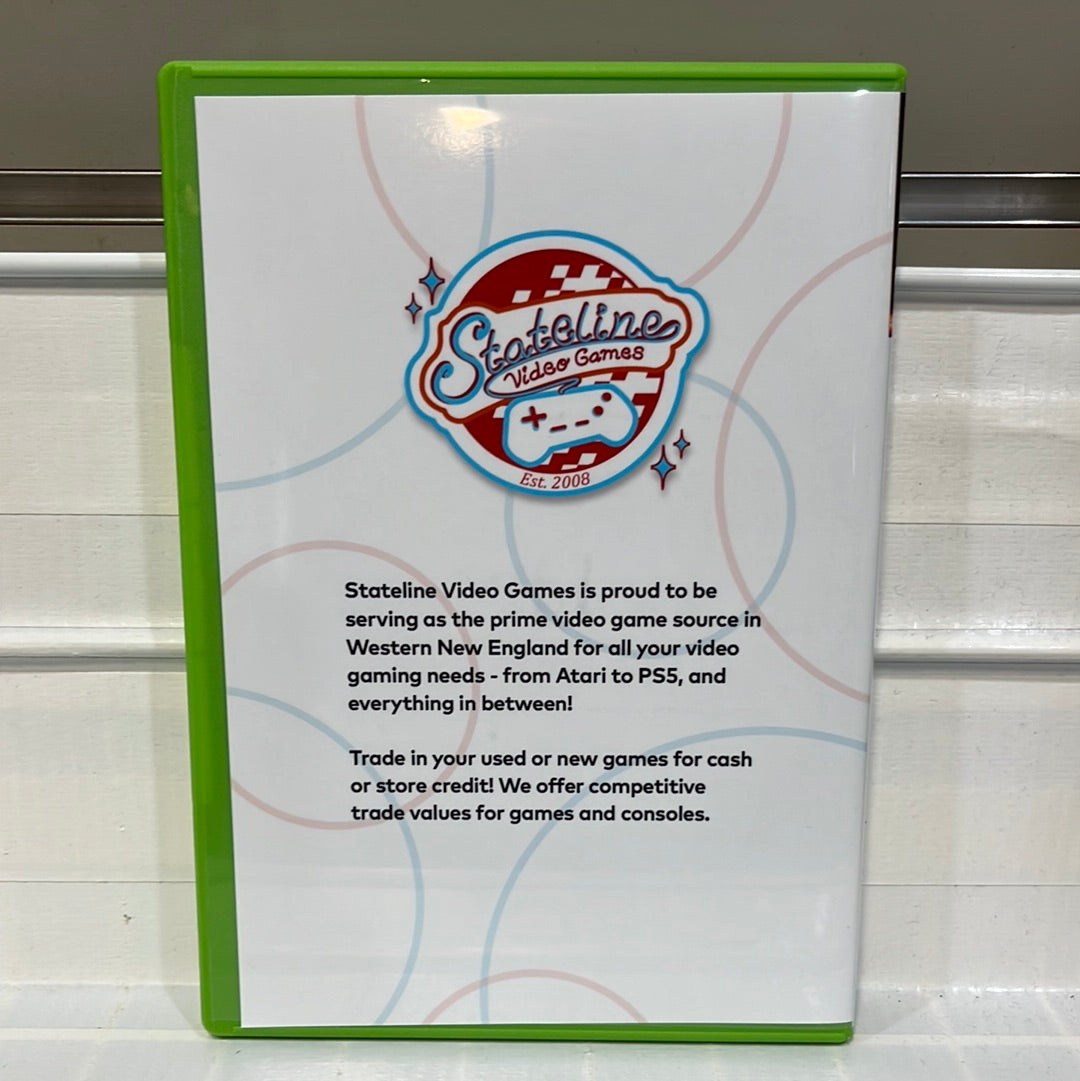 Stateline
Video Games
Est. 2008
Stateline Video Games is proud to be
serving as the prime video game source in
Western New England for all your video
gaming needs - from Atari to PS5, and
everything in between!
Trade in your used or new games for cash
or store credit! We offer competitive
trade values for games and consoles.